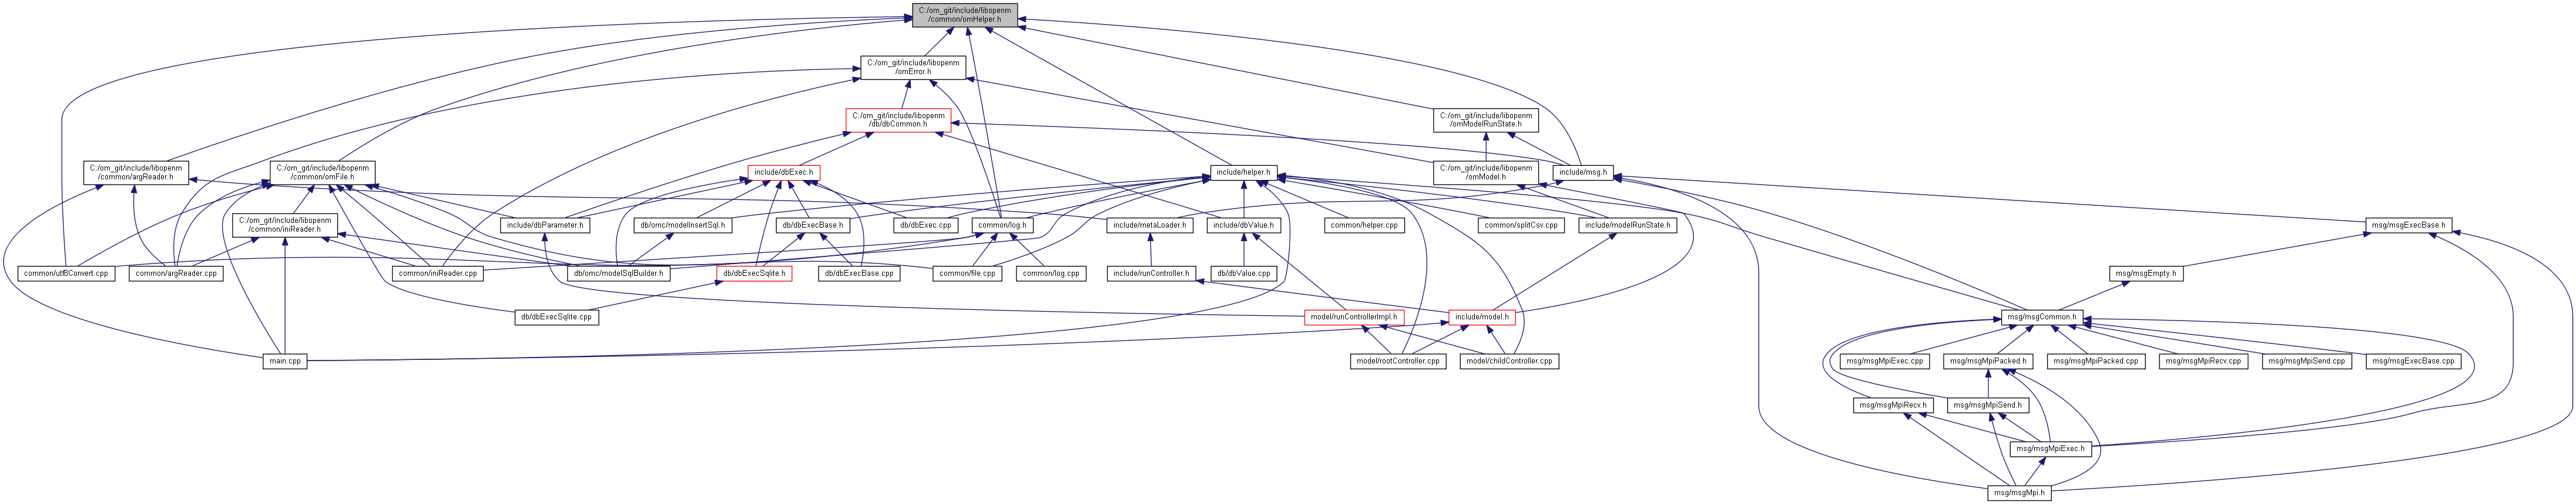 C:/om_git/include/libopenm
/common/omHelper.h
C:/om_git/include/libopenm
/omError.h
C:/om_git/include/libopenm
/db/dbCommon.h
C:/om_git/include/libopenm
/omModelRunState.h
C:/om_git/include/libopenm
/common/argReader.h
C:/om_git/include/libopenm
/common/omFile.h
include/dbExec.h
include/helper.h
C:/om_git/include/libopenm
/omModel.h
include/msg.h
C:/om_git/include/libopenm
/common/iniReader.h
include/dbParameter.h
db/omc/modelInsertSql.h
db/dbExecBase.h
db/dbExec.cpp
common/log.h
include/metaLoader.h
include/dbValue.h
common/helper.cpp
common/splitCsv.cpp
include/modelRunState.h
msg/msgExecBase.h
common/utf8Convert.cpp
common/argReader.cpp
common/iniReader.cpp
db/omc/modelSqlBuilder.h
db/dbExecSqlite.h
db/dbExecBase.cpp
common/file.cpp
common/log.cpp
include/runController.h
db/dbValue.cpp
msg/msgEmpty.h
db/dbExecSqlite.cpp
model/runControllerImpl.h
include/model.h
msg/msgCommon.h
main.cpp
model/rootController.cpp
model/childController.cpp
msg/msgMpiExec.cpp
msg/msgMpiPacked.h
msg/msgMpiPacked.cpp
msg/msgMpiRecv.cpp
msg/msgMpiSend.cpp
msg/msgExecBase.cpp
msg/msgMpiRecv.h
msg/msgMpiSend.h
msg/msgMpiExec.h
msg/msgMpi.h